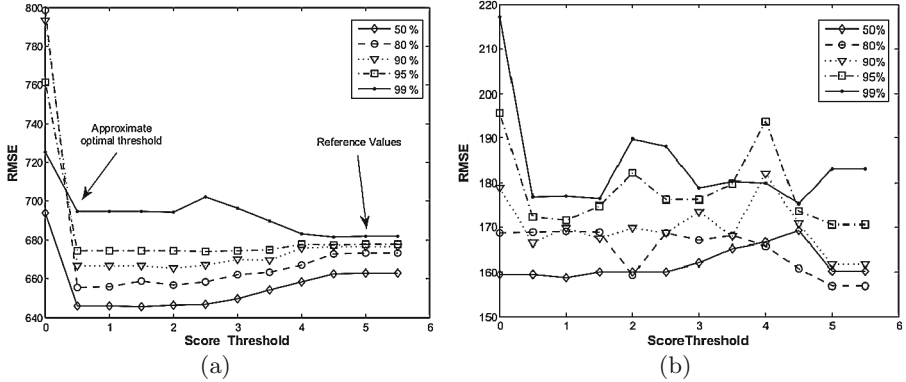 800
780
760
740
720
700
680
660
640
RMSE
0 1 2 3 4 5 6
Score Threshold
Approximate
optimal threshold
Reference Values
50 %
80 %
90 %
95 %
99 %
(a)
220
210
200
190
180
170
160
150
RMSE
0 1 2 3 4 5 6
ScoreThreshold
50%
80%
90%
95%
99%
(b)